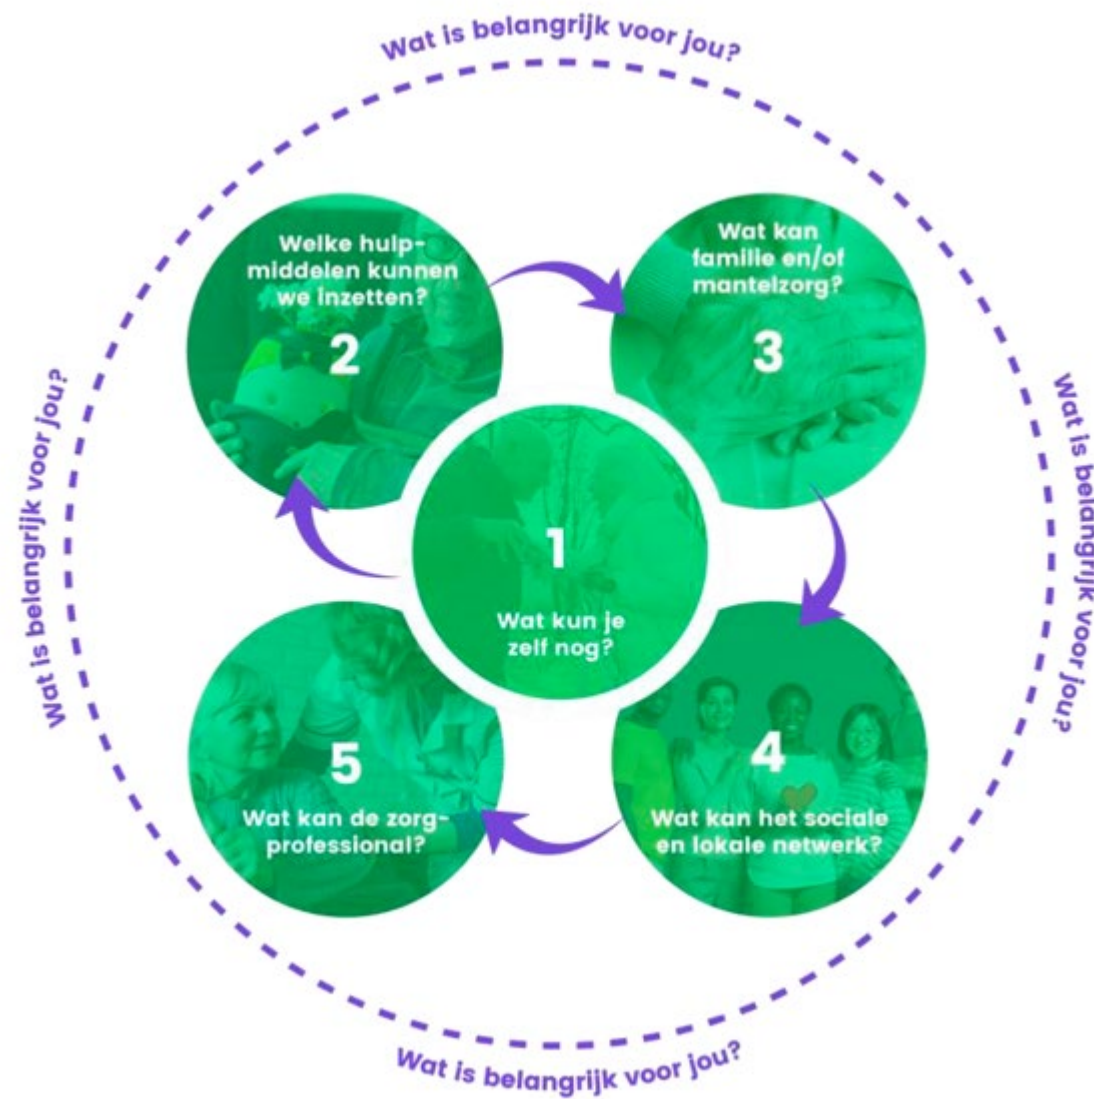 Wat is belangrijk voor jou?
Welke hulp-
middelen kunnen
we inzetten?
2
Wat kan
familie en/of
mantelzorg?
3
Wat is belangrijk voor jou?
Wat is belangrijk voor jou?
1
Wat kun je
zelf nog?
5
Wat kan de zorg-
professional?
4
Wat kan het sociale
en lokale netwerk?
Wat is belangrijk voor jou?